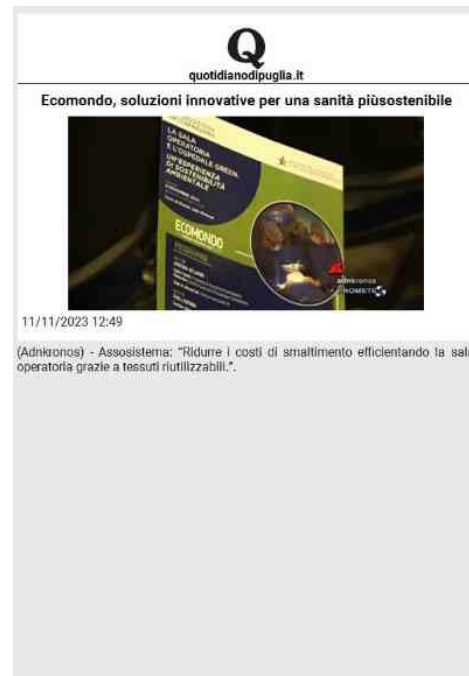 Q
quotidianodipuglia.it
Ecomondo, soluzioni innovative per una sanità piùsostenibile
LA SALA
OPERATORIA
E L'OSPEDALE GREEN.
UN'ESPERIENZA
DI SOSTENIBILITÀ
AMBIENTALE
ECOMONDO
adnkronos
PROMETEO
11/11/2023 12:49
(Adnkronos) - Assosistema: “Ridurre i costi di smaltimento efficientando la sala
operatoria grazie a tessuti riutilizzabili.”.